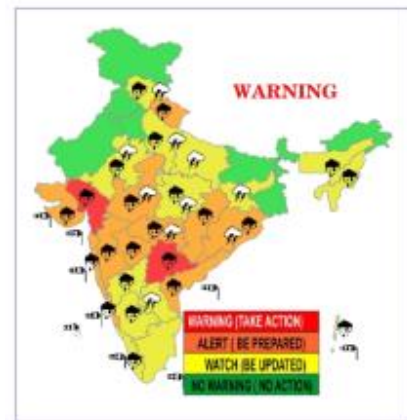 WARNING
WARNING (TAKE ACTION)
ALERT ( BE PREPARED)
WATCH (BE UPDATED)
NO WARNING ( NO ACTION)